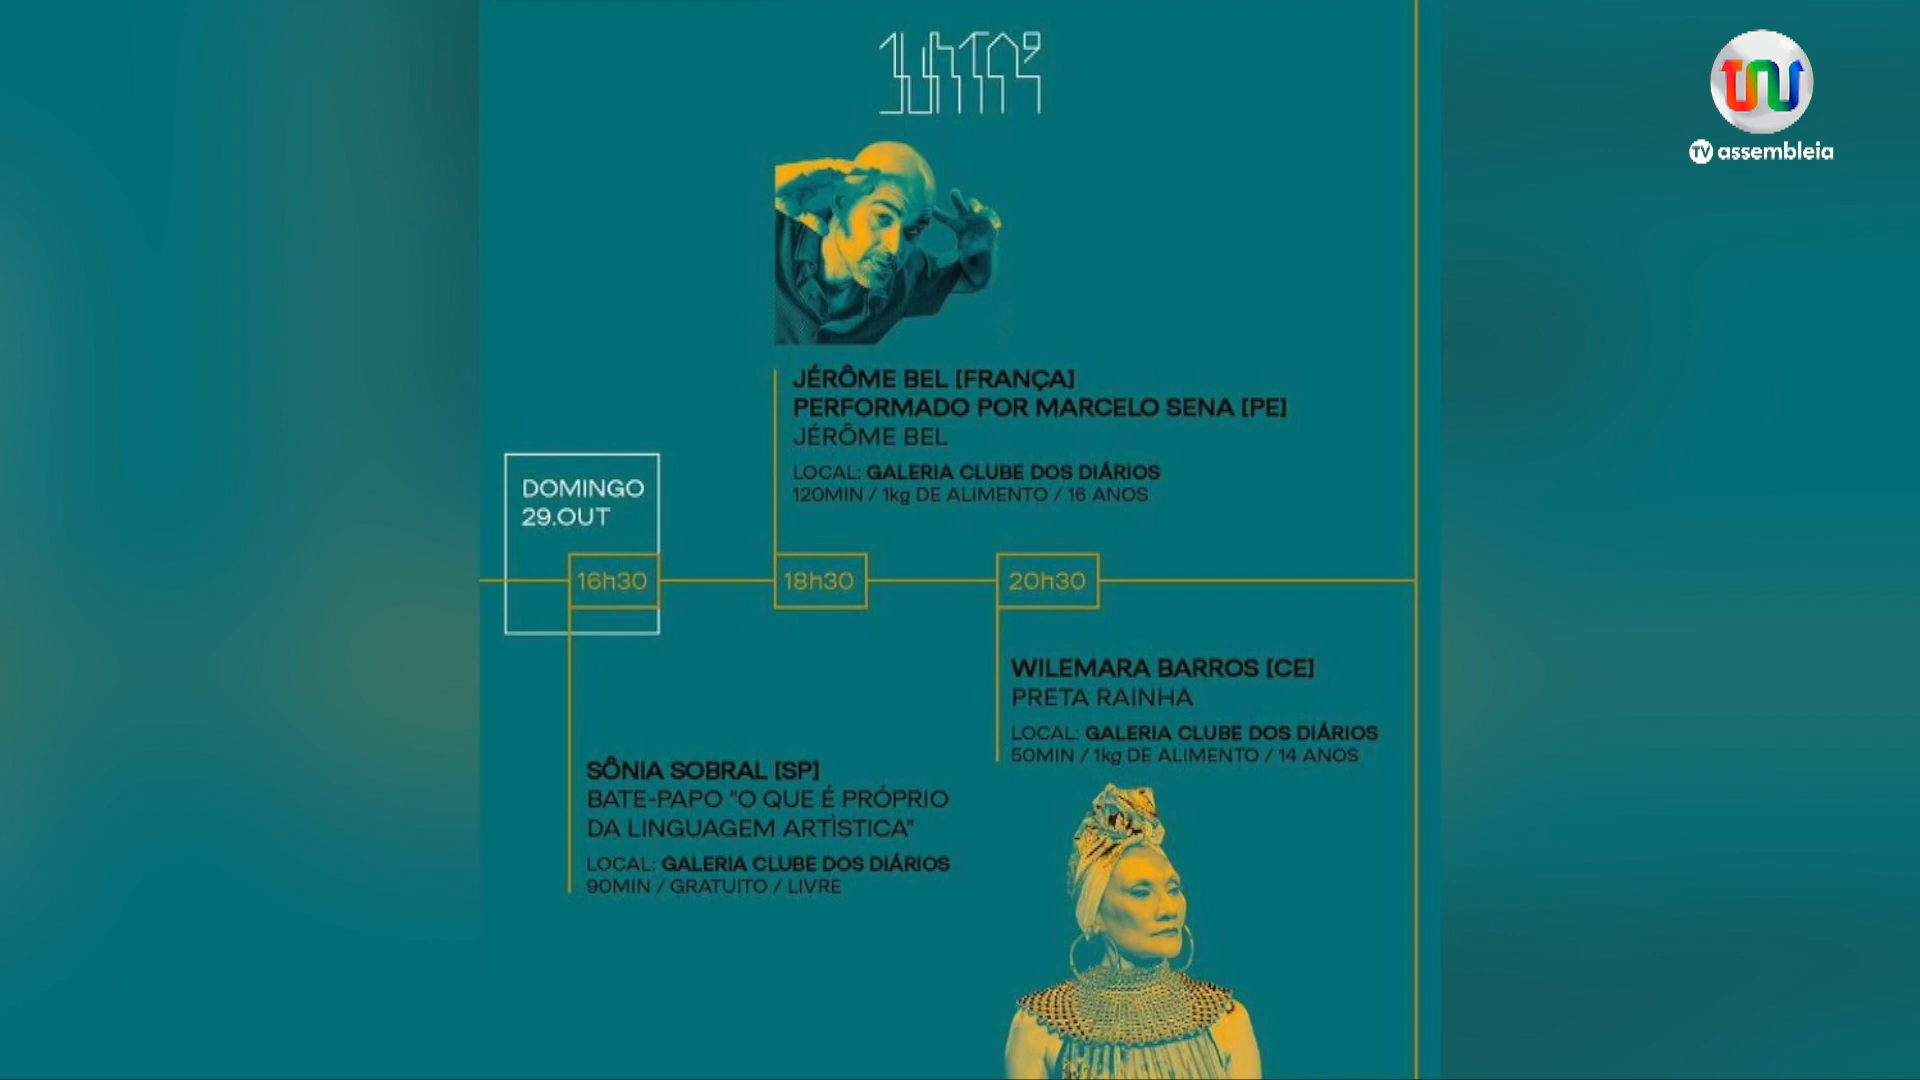 JUNTA 9
TV assembleia
JÉRÔME BEL [FRANÇA]
PERFORMADO POR MARCELO SENA [PE]
JÉRÔME BEL
LOCAL: GALERIA CLUBE DOS DIÁRIOS
120MIN / 1kg DE ALIMENTO / 16 ANOS
DOMINGO
29.OUT
16h30
18h30
20h30
WILEMARA BARROS [CE]
PRETA RAINHA
LOCAL: GALERIA CLUBE DOS DIÁRIOS
50MIN / 1kg DE ALIMENTO / 14 ANOS
SÔNIA SOBRAL [SP]
BATE-PAPO "O QUE É PRÓPRIO
DA LINGUAGEM ARTÌSTICA"
LOCAL: GALERIA CLUBE DOS DIÁRIOS
90MIN / GRATUITO / LIVRE